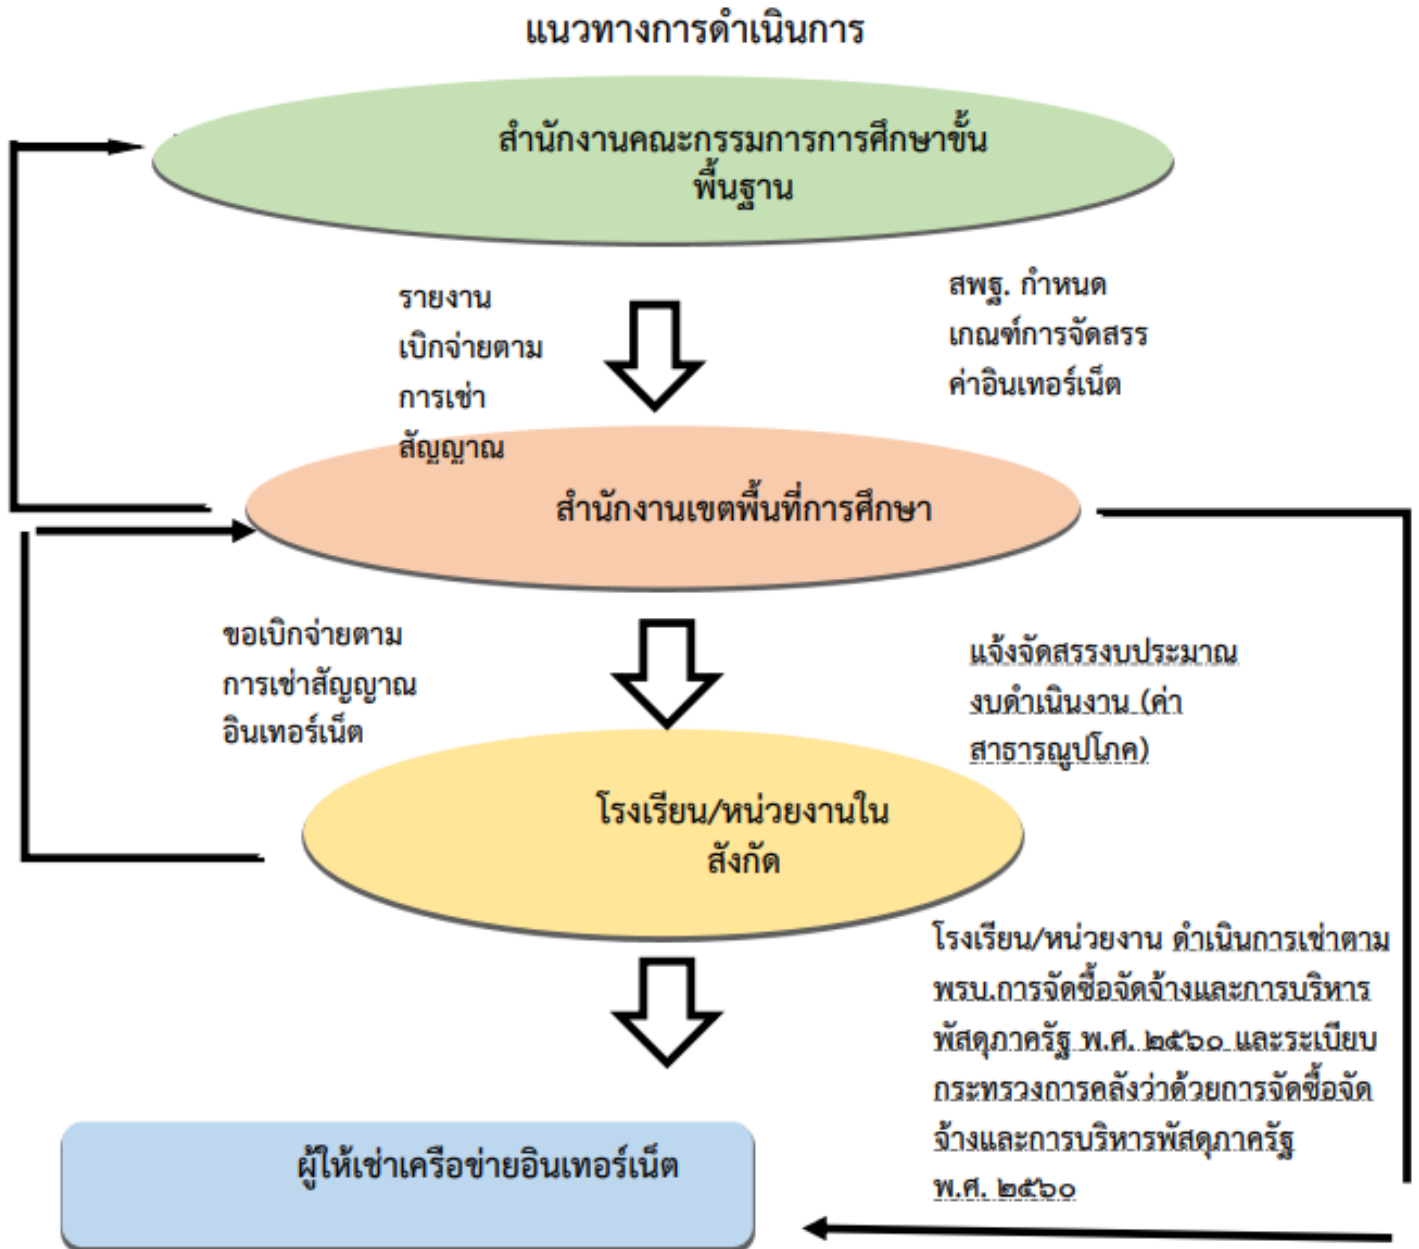 แนวทางการดำเนินการ
สำนักงานคณะกรรมการการศึกษาขั้น
พื้นฐาน
รายงาน
เบิกจ่ายตาม
การเช่า
สัญญาณ
สพฐ. กำหนด
เกณฑ์การจัดสรร
ค่าอินเทอร์เน็ต
สำนักงานเขตพื้นที่การศึกษา
ขอเบิกจ่ายตาม
การเช่าสัญญาณ
อินเทอร์เน็ต
แจ้งจัดสรรงบประมาณ
งบดำเนินงาน (ค่า
สาธารณูปโภค)
โรงเรียน/หน่วยงานใน
สังกัด
โรงเรียน/หน่วยงาน ดำเนินการเช่าตาม
พรบ.การจัดซื้อจัดจ้างและการบริหาร
พัสดุภาครัฐ พ.ศ. ๒๕๖๐ และระเบียบ
กระทรวงการคลังว่าด้วยการจัดซื้อจัด
จ้างและการบริหารพัสดุภาครัฐ
พ.ศ. ๒๕๖๐
ผู้ให้เช่าเครือข่ายอินเทอร์เน็ต